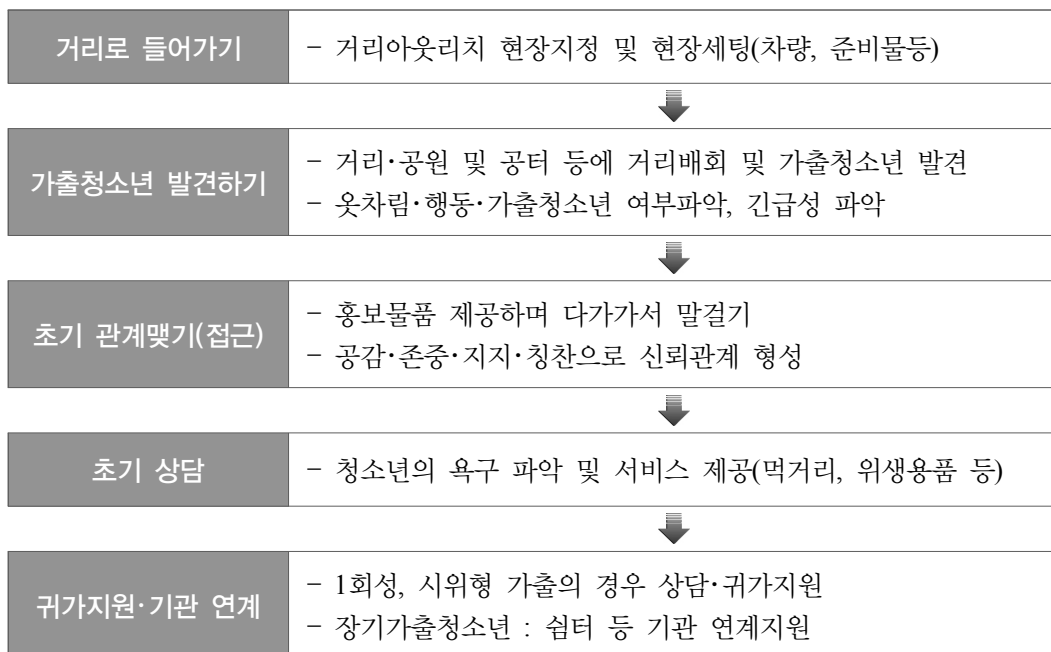 거리로 들어가기
- 거리아웃리치 현장지정 및 현장세팅(차량, 준비물등)
가출청소년 발견하기
- 거리·공원 및 공터 등에 거리배회 및 가출청소년 발견
- 옷차림·행동·가출청소년 여부파악, 긴급성 파악
초기 관계맺기(접근)
- 홍보물품 제공하며 다가가서 말걸기
- 공감·존중·지지·칭찬으로 신뢰관계 형성
초기 상담
- 청소년의 욕구 파악 및 서비스 제공(먹거리, 위생용품 등)
귀가지원·기관 연계
- 1회성, 시위형 가출의 경우 상담·귀가지원
- 장기가출청소년 : 쉼터 등 기관 연계지원